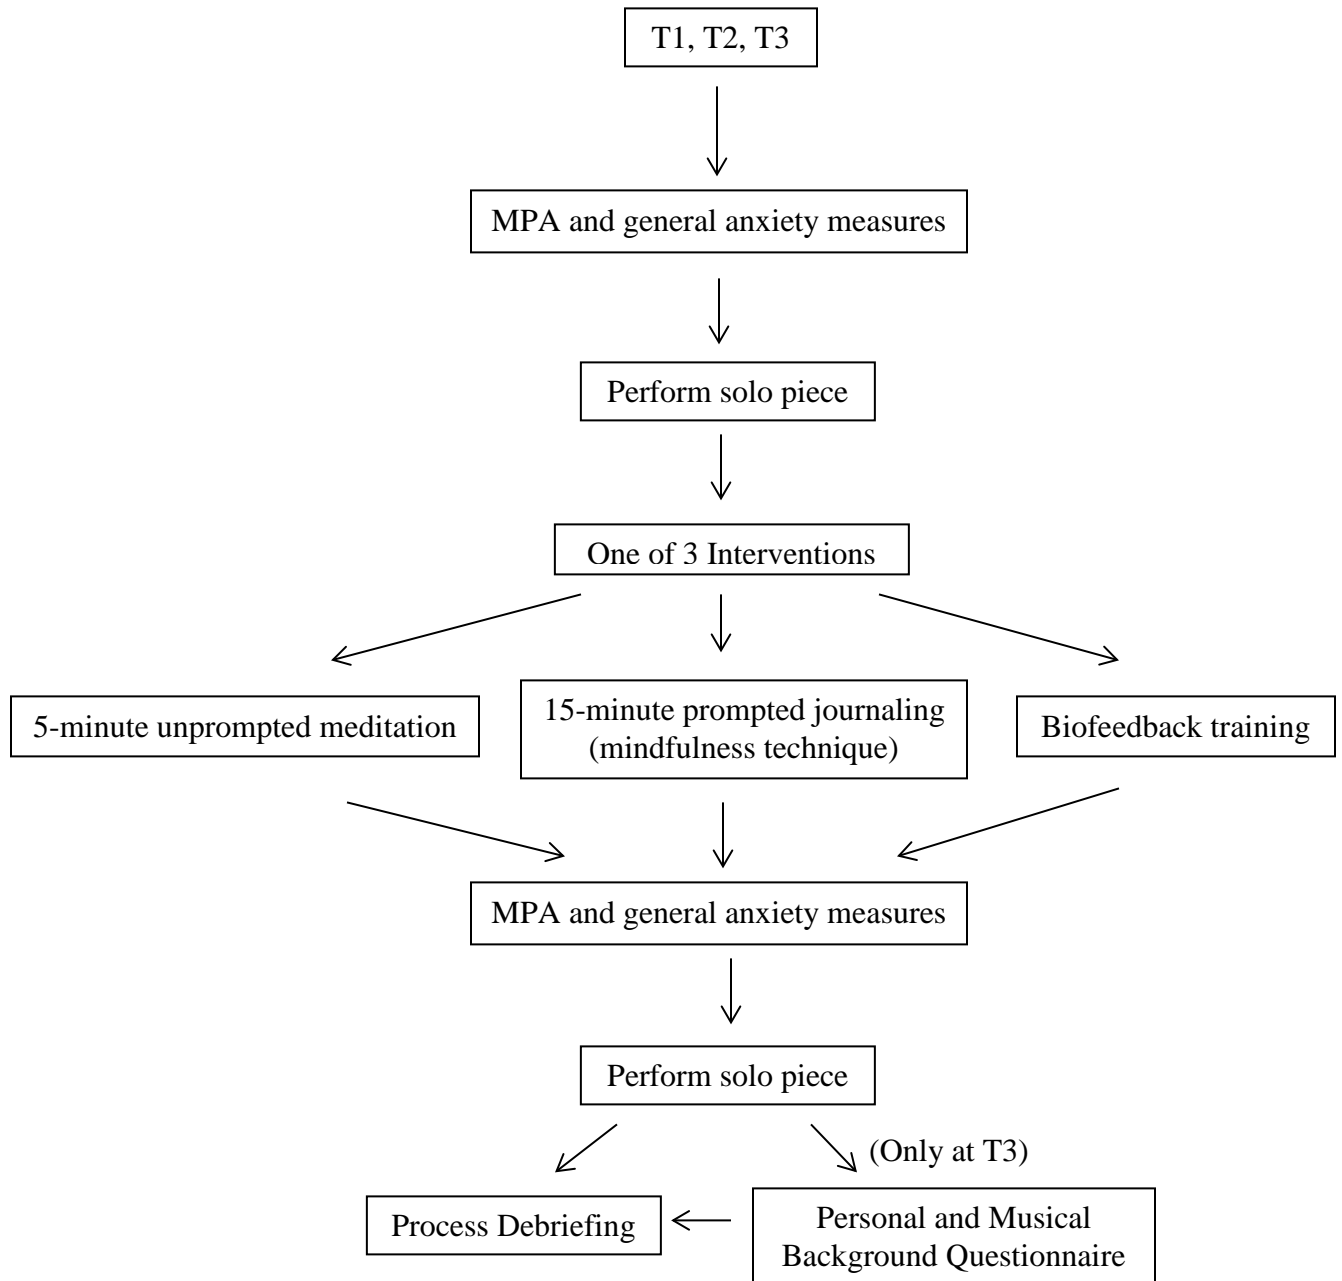 T1, T2, T3
MPA and general anxiety measures
Perform solo piece
One of 3 Interventions
5-minute unprompted meditation
15-minute prompted journaling
(mindfulness technique)
Biofeedback training
MPA and general anxiety measures
Perform solo piece
(Only at T3)
Process Debriefing
Personal and Musical
Background Questionnaire